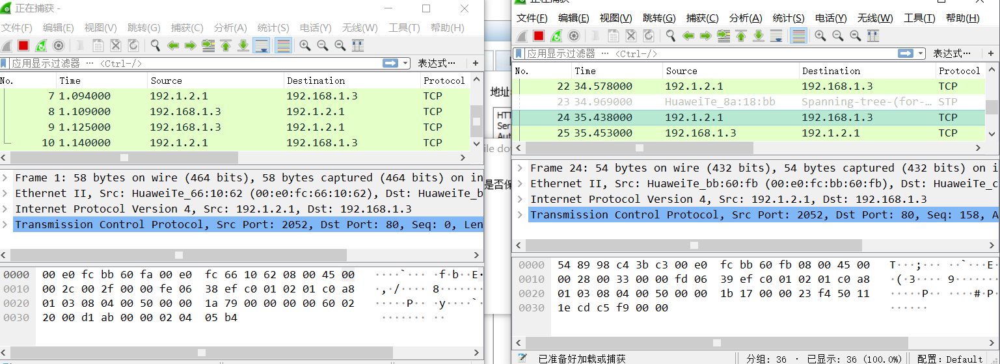 正在捕获 -
文件(F) 编辑(E) 视图(V) 跳转(G) 捕获(C) 分析(A) 统计(S) 电话(Y) 无线(W) 工具(T) 帮助(H)
应用显示过滤器 … <Ctrl-/> 表达式… +
No. Time Source Destination Protocol
7 1.094000 192.1.2.1 192.168.1.3 TCP
8 1.109000 192.168.1.3 192.1.2.1 TCP
9 1.125000 192.168.1.3 192.1.2.1 TCP
10 1.140000 192.1.2.1 192.168.1.3 TCP
Frame 1: 58 bytes on wire (464 bits), 58 bytes captured (464 bits) on in
Ethernet II, Src: HuaweiTe_66:10:62 (00:e0:fc:66:10:62), Dst: HuaweiTe_b
Internet Protocol Version 4, Src: 192.1.2.1, Dst: 192.168.1.3
Transmission Control Protocol, Src Port: 2052, Dst Port: 80, Seq: 0, Len
0000 00 e0 fc bb 60 fa 00 e0 fc 66 10 62 08 00 45 00 ····`··· ·f·b··E·
0010 00 2c 00 2f 00 00 fe 06 38 ef c0 01 02 01 c0 a8 ·,·/···· 8·······
0020 01 03 08 04 00 50 00 00 1a 79 00 00 00 00 60 02 ·····P·· ·y····`·
0030 20 00 d1 ab 00 00 02 04 05 b4 ······· ··
地址
HTT
Ser
Aut
ile dov
是否保
文件(F) 编辑(E) 视图(V) 跳转(G) 捕获(C) 分析(A) 统计(S) 电话(Y) 无线(W) 工具(T) 帮助(H)
应用显示过滤器 … <Ctrl-/> 表达式… +
No. Time Source Destination Protocol
22 34.578000 192.1.2.1 192.168.1.3 TCP
23 34.969000 HuaweiTe_8a:18:bb Spanning-tree-(for-… STP
24 35.438000 192.1.2.1 192.168.1.3 TCP
25 35.453000 192.168.1.3 192.1.2.1 TCP
Frame 24: 54 bytes on wire (432 bits), 54 bytes captured (432 bits) on i
Ethernet II, Src: HuaweiTe_bb:60:fb (00:e0:fc:bb:60:fb), Dst: HuaweiTe_c
Internet Protocol Version 4, Src: 192.1.2.1, Dst: 192.168.1.3
Transmission Control Protocol, Src Port: 2052, Dst Port: 80, Seq: 158, A
0000 54 89 98 c4 3b c3 00 e0 fc bb 60 fb 08 00 45 00 T···;··· ··`···E·
0010 00 28 00 33 00 00 fd 06 39 ef c0 01 02 01 c0 a8 ·(·3···· 9·······
0020 01 03 08 04 00 50 00 00 1b 17 00 00 23 f4 50 11 ·····P·· ····#·P·
0030 1e cd c5 f9 00 00 ······
已准备好加载或捕获 分组: 36 · 已显示: 36 (100.0%) 配置: Default